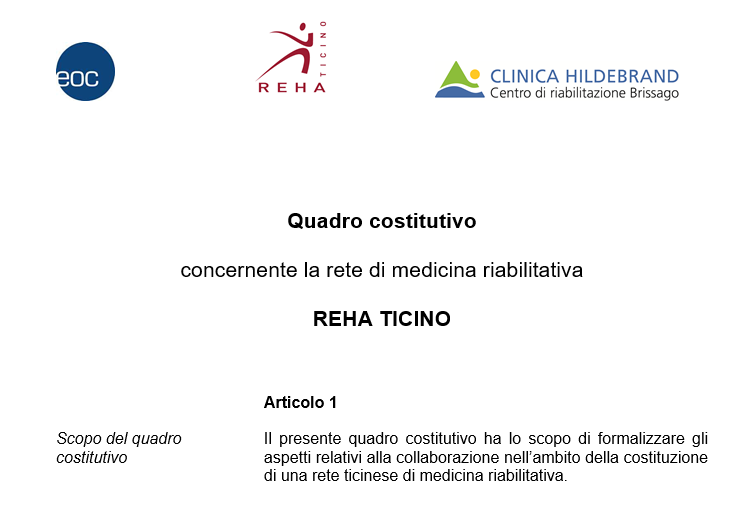 eoc
REHA
TICINO
CLINICA HILDEBRAND
Centro di riabilitazione Brissago
Quadro costitutivo
concernente la rete di medicina riabilitativa
REHA TICINO
Articolo 1
Scopo del quadro
costitutivo
Il presente quadro costitutivo ha lo scopo di formalizzare gli
aspetti relativi alla collaborazione nell’ambito della costituzione
di una rete ticinese di medicina riabilitativa.